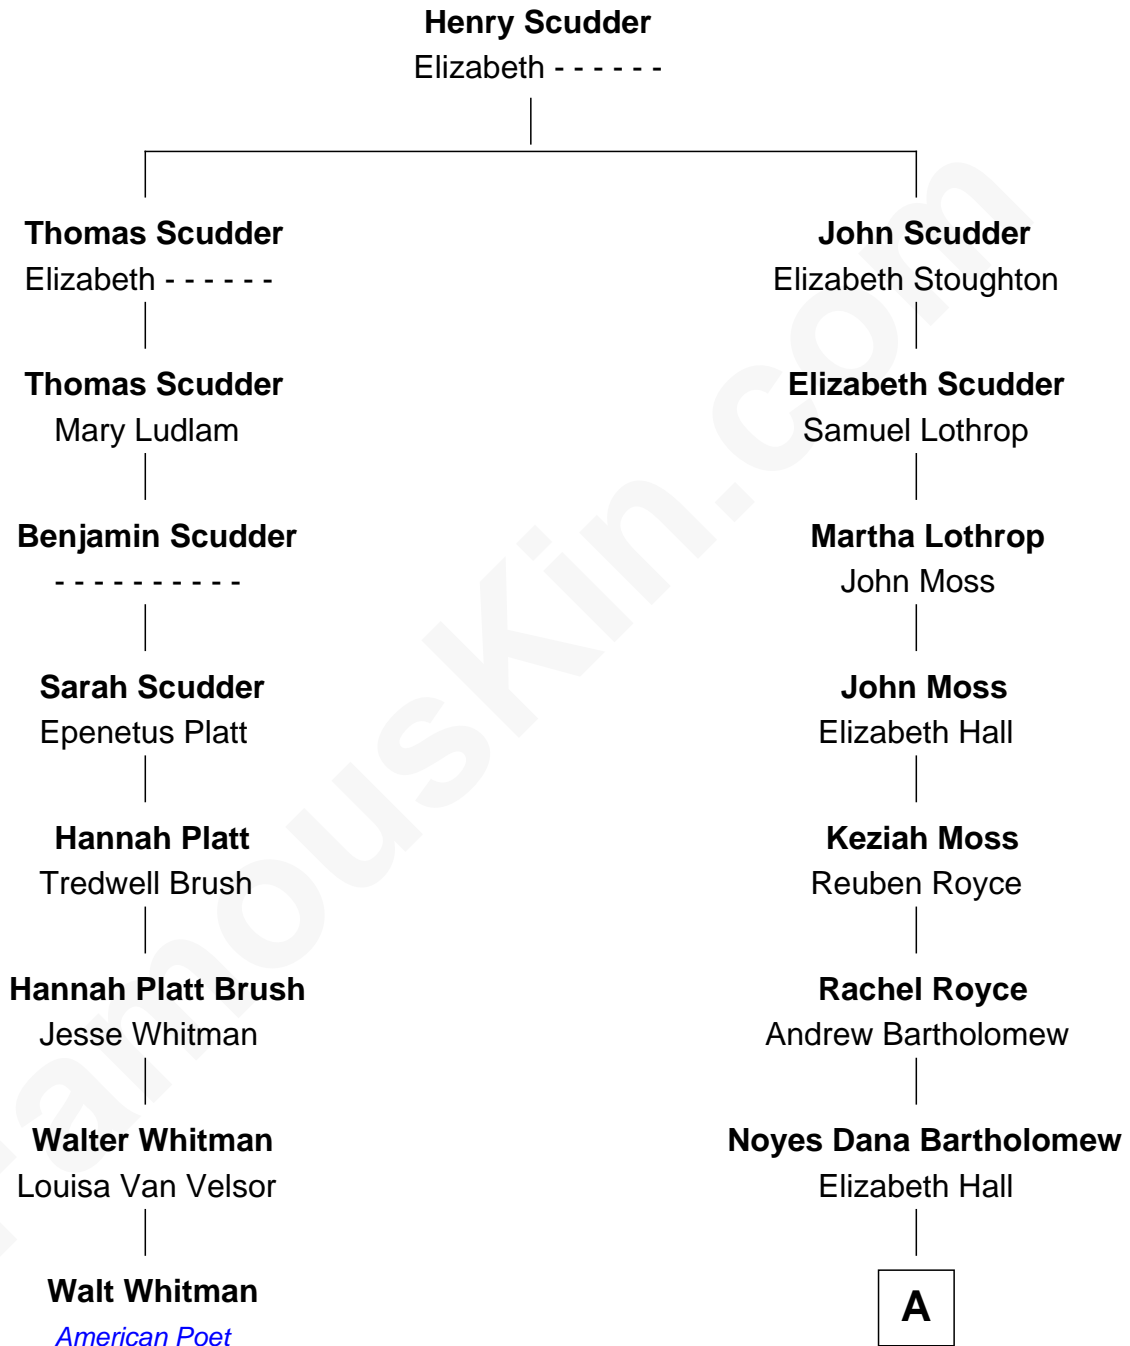 Henry Scudder
Elizabeth - - - - - -
Thomas Scudder
Elizabeth - - - - - -
Thomas Scudder
Mary Ludlam
Benjamin Scudder
- - - - - - - - - -
Sarah Scudder
Epenetus Platt
Hannah Platt
Tredwell Brush
Hannah Platt Brush
Jesse Whitman
Walter Whitman
Louisa Van Velsor
Walt Whitman
American Poet
John Scudder
Elizabeth Stoughton
Elizabeth Scudder
Samuel Lothrop
Martha Lothrop
John Moss
John Moss
Elizabeth Hall
Keziah Moss
Reuben Royce
Rachel Royce
Andrew Bartholomew
Noyes Dana Bartholomew
Elizabeth Hall
A
FamousKin.com